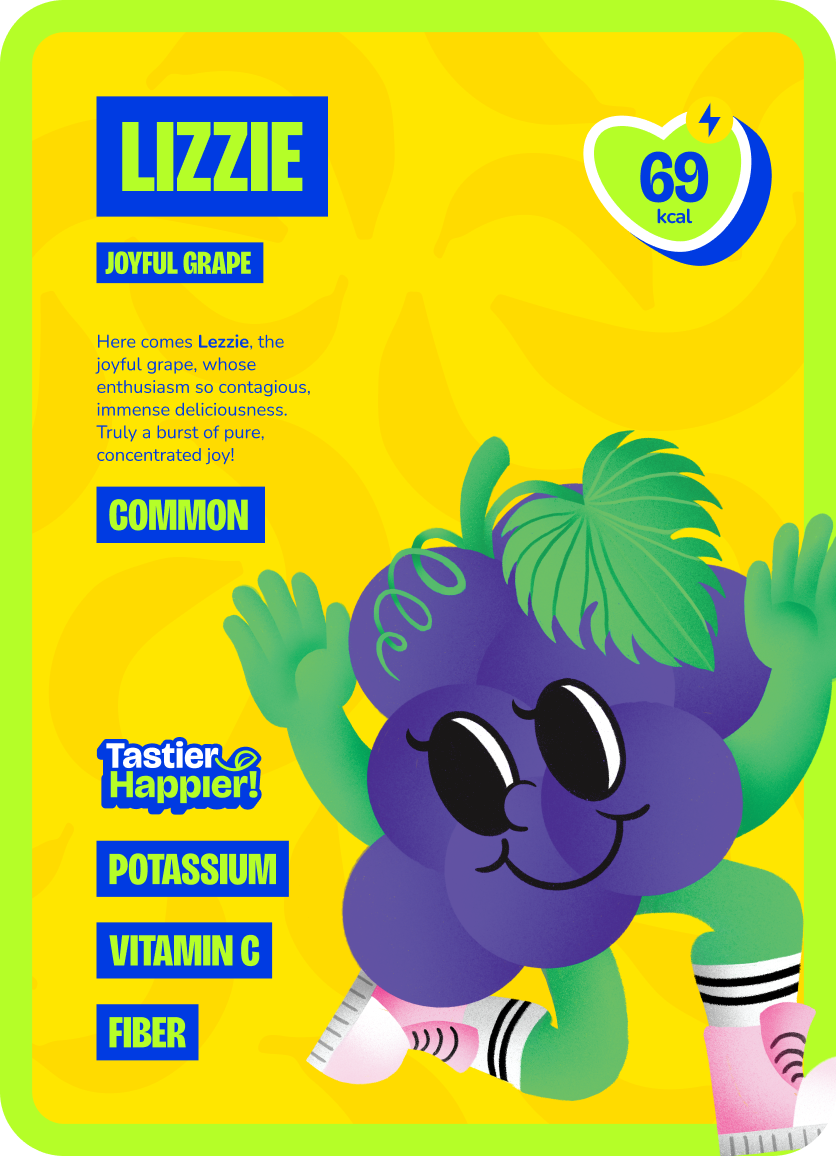 LIZZIE
69
kcal
JOYFUL GRAPE
Here comes Lezzie, the
joyful grape, whose
enthusiasm so contagious,
immense deliciousness.
Truly a burst of pure,
concentrated joy!
COMMON
Tastier
Happier!
POTASSIUM
VITAMIN C
FIBER